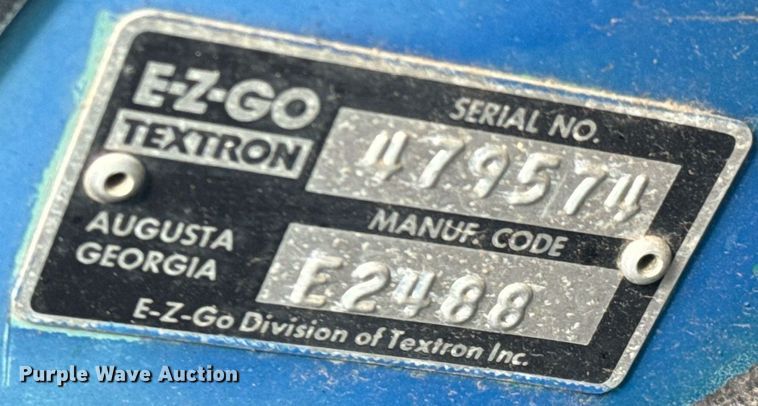 E-Z-GO
TEXTRON
SERIAL NO.
479574
AUGUSTA
GEORGIA
MANUF. CODE
E2488
E-Z-Go Division of Textron Inc.
Purple Wave Auction